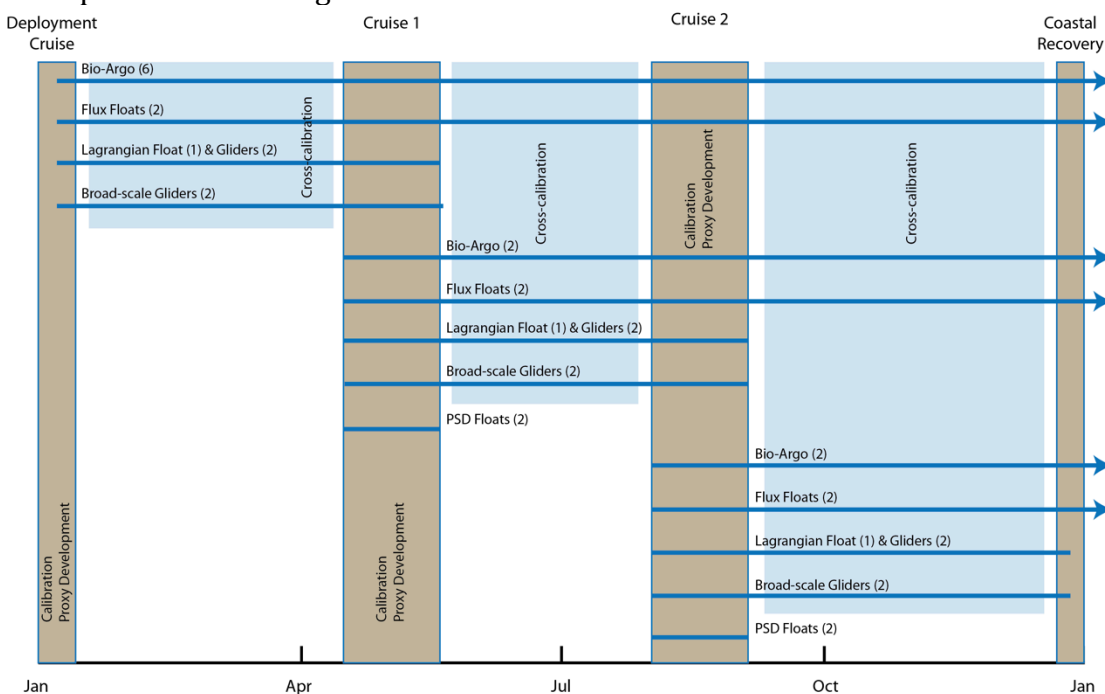 Deployment
Cruise
Cruise 1
Cruise 2
Coastal
Recovery
Bio-Argo (6)
Flux Floats (2)
Lagrangian Float (1) & Gliders (2)
Broad-scale Gliders (2)
Cross-calibration
Calibration
Proxy Development
Bio-Argo (2)
Flux Floats (2)
Lagrangian Float (1) & Gliders (2)
Broad-scale Gliders (2)
PSD Floats (2)
Cross-calibration
Calibration
Proxy Development
Calibration
Proxy Development
Cross-calibration
Bio-Argo (2)
Flux Floats (2)
Lagrangian Float (1) & Gliders (2)
Broad-scale Gliders (2)
PSD Floats (2)
Jan
Apr
Jul
Oct
Jan